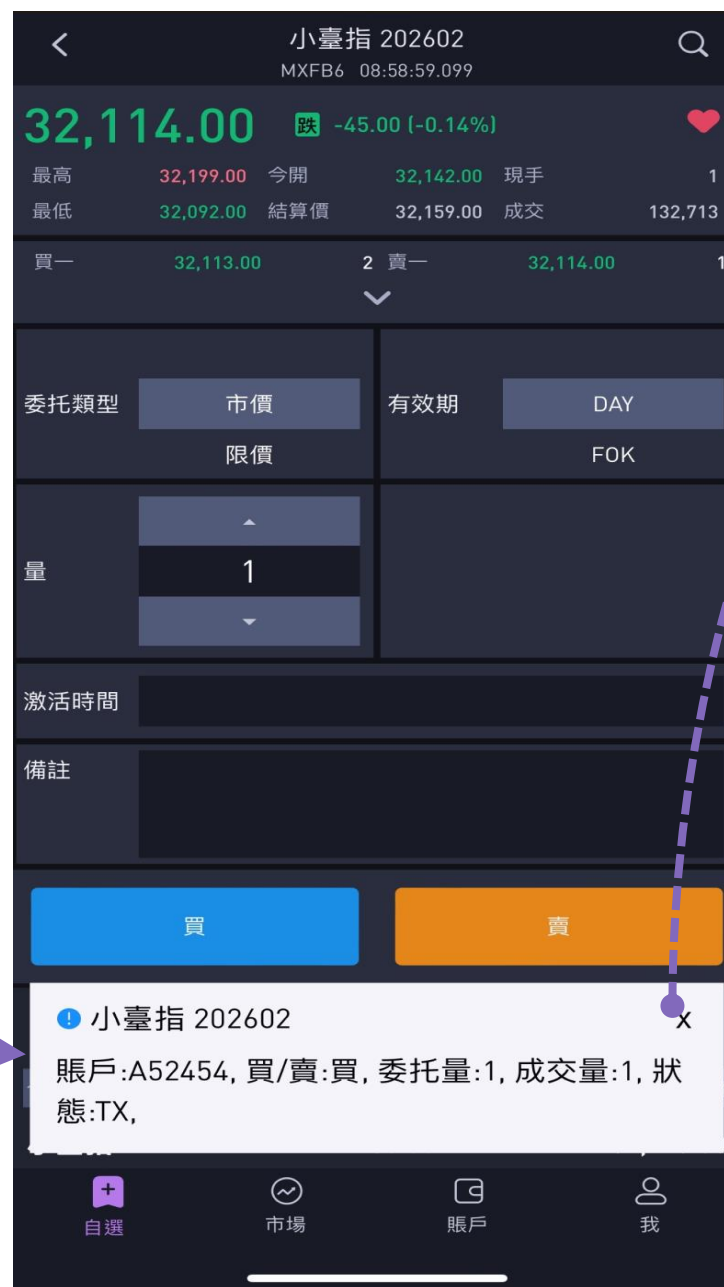 小臺指 202602
MXFB6 08:58:59.099
32,114.00 跌 -45.00 (-0.14%)
最高 32,199.00 今開 32,142.00 現手 1
最低 32,092.00 結算價 32,159.00 成交 132,713
買一 32,113.00 2 賣一 32,114.00 1
委托類型 市價 有效期 DAY
限價 FOK
量 1
激活時間
備註
買 賣
小臺指 202602 x
賬戶:A52454, 買/賣:買, 委托量:1, 成交量:1, 狀
態:TX,
自選 市場 賬戶 我